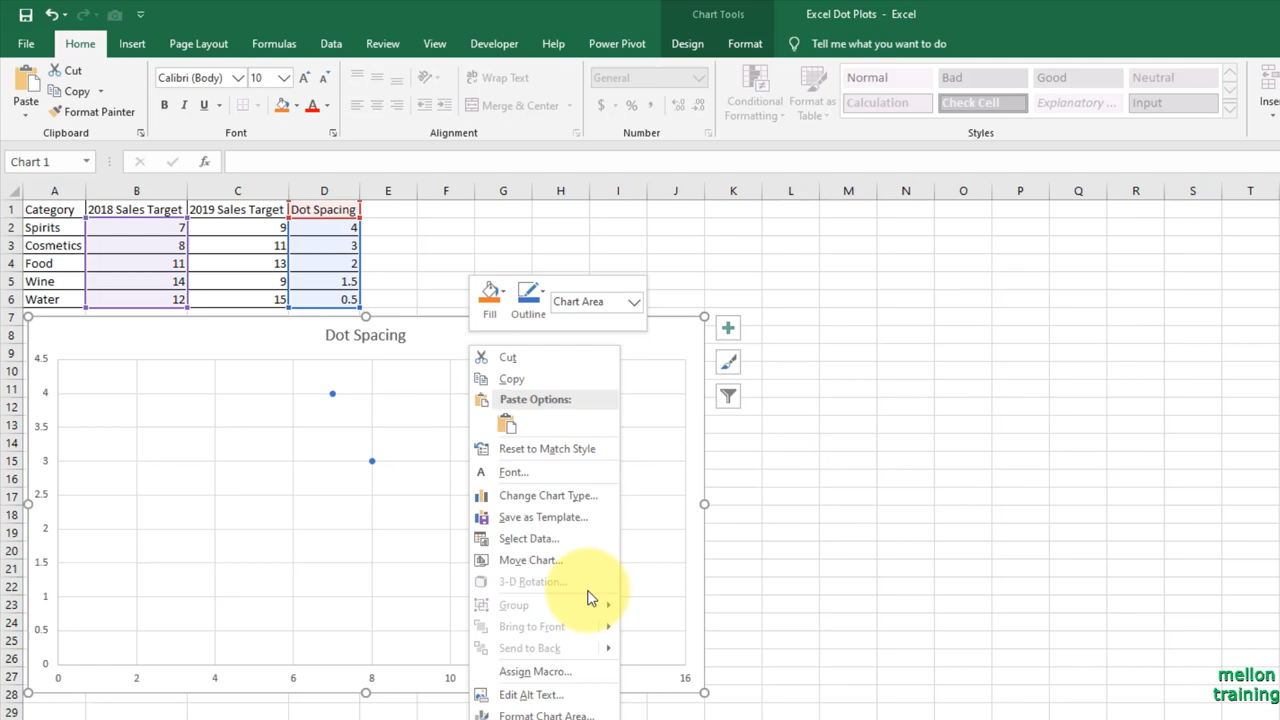 Chart Tools
Excel Dot Plots - Excel
File Home Insert Page Layout Formulas Data Review View Developer Help Power Pivot Design Format Tell me what you want to do
Paste
Cut
Copy
Format Painter
Clipboard
Calibri (Body) 10
B I U
Font
Wrap Text
Merge & Center
Alignment
General
$ % ,
Number
Conditional Formatting
Format as Table
Normal Bad Good Neutral
Calculation Check Cell Explanatory ... Input
Styles
Inser
Chart 1 fx
A B C D E F G H I J K L M N O P Q R S T
1 Category 2018 Sales Target 2019 Sales Target Dot Spacing
2 Spirits 7 9 4
3 Cosmetics 8 11 3
4 Food 11 13 2
5 Wine 14 9 1.5
6 Water 12 15 0.5
7
8
9
10
11
12
13
14
15
16
17
18
19
20
21
22
23
24
25
26
27
28
29
Dot Spacing
4.5
4
3.5
3
2.5
2
1.5
1
0.5
0
0 2 4 6 8 10 16
Fill Outline Chart Area
Cut
Copy
Paste Options:
Reset to Match Style
A Font...
Change Chart Type...
Save as Template...
Select Data...
Move Chart...
3-D Rotation...
Group
Bring to Front
Send to Back
Assign Macro...
Edit Alt Text...
Format Chart Area...
mellon
training